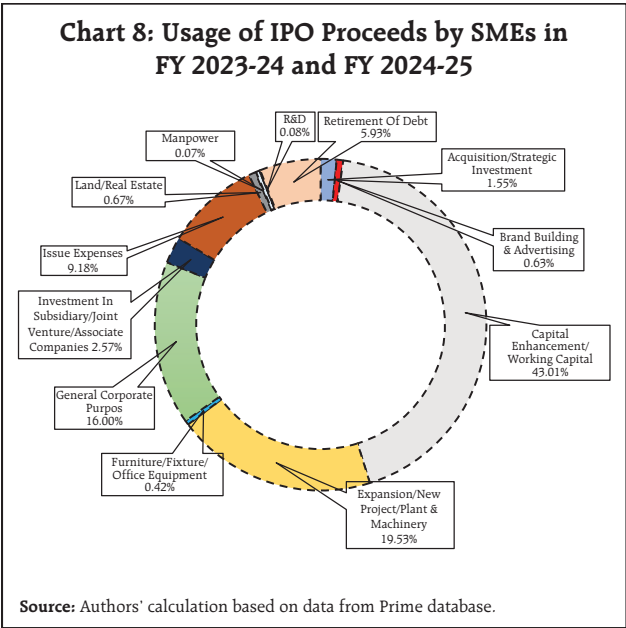 Chart 8: Usage of IPO Proceeds by SMEs in
FY 2023-24 and FY 2024-25
R&D
0.08%
Retirement Of Debt
5.93%
Manpower
0.07%
Acquisition/Strategic
Investment
1.55%
Land/Real Estate
0.67%
Brand Building
& Advertising
0.63%
Issue Expenses
9.18%
Investment In
Subsidiary/Joint
Venture/Associate
Companies 2.57%
Capital
Enhancement/
Working Capital
43.01%
General Corporate
Purpos
16.00%
Furniture/Fixture/
Office Equipment
0.42%
Expansion/New
Project/Plant &
Machinery
19.53%
Source: Authors' calculation based on data from Prime database.